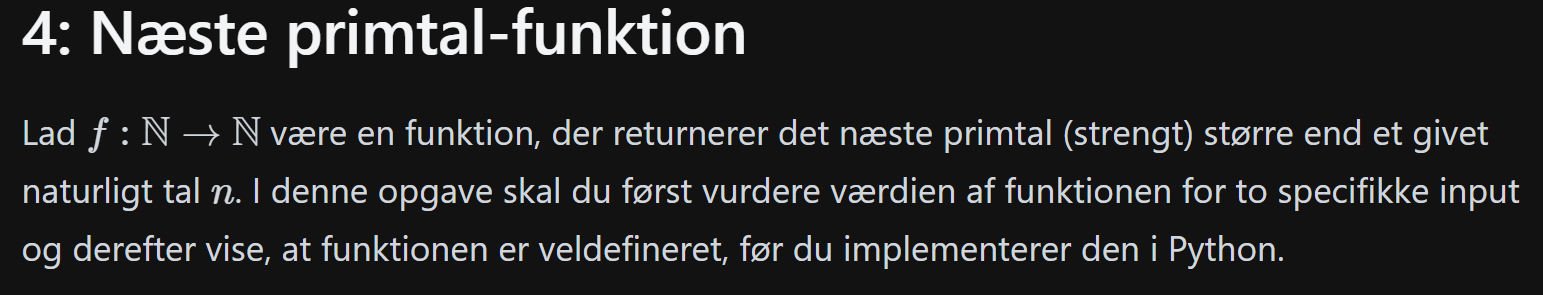 4: Næste primtal-funktion
Lad f : ℕ → ℕ være en funktion, der returnerer det næste primtal (strengt) større end et givet
naturligt tal n. I denne opgave skal du først vurdere værdien af funktionen for to specifikke input
og derefter vise, at funktionen er veldefineret, før du implementerer den i Python.